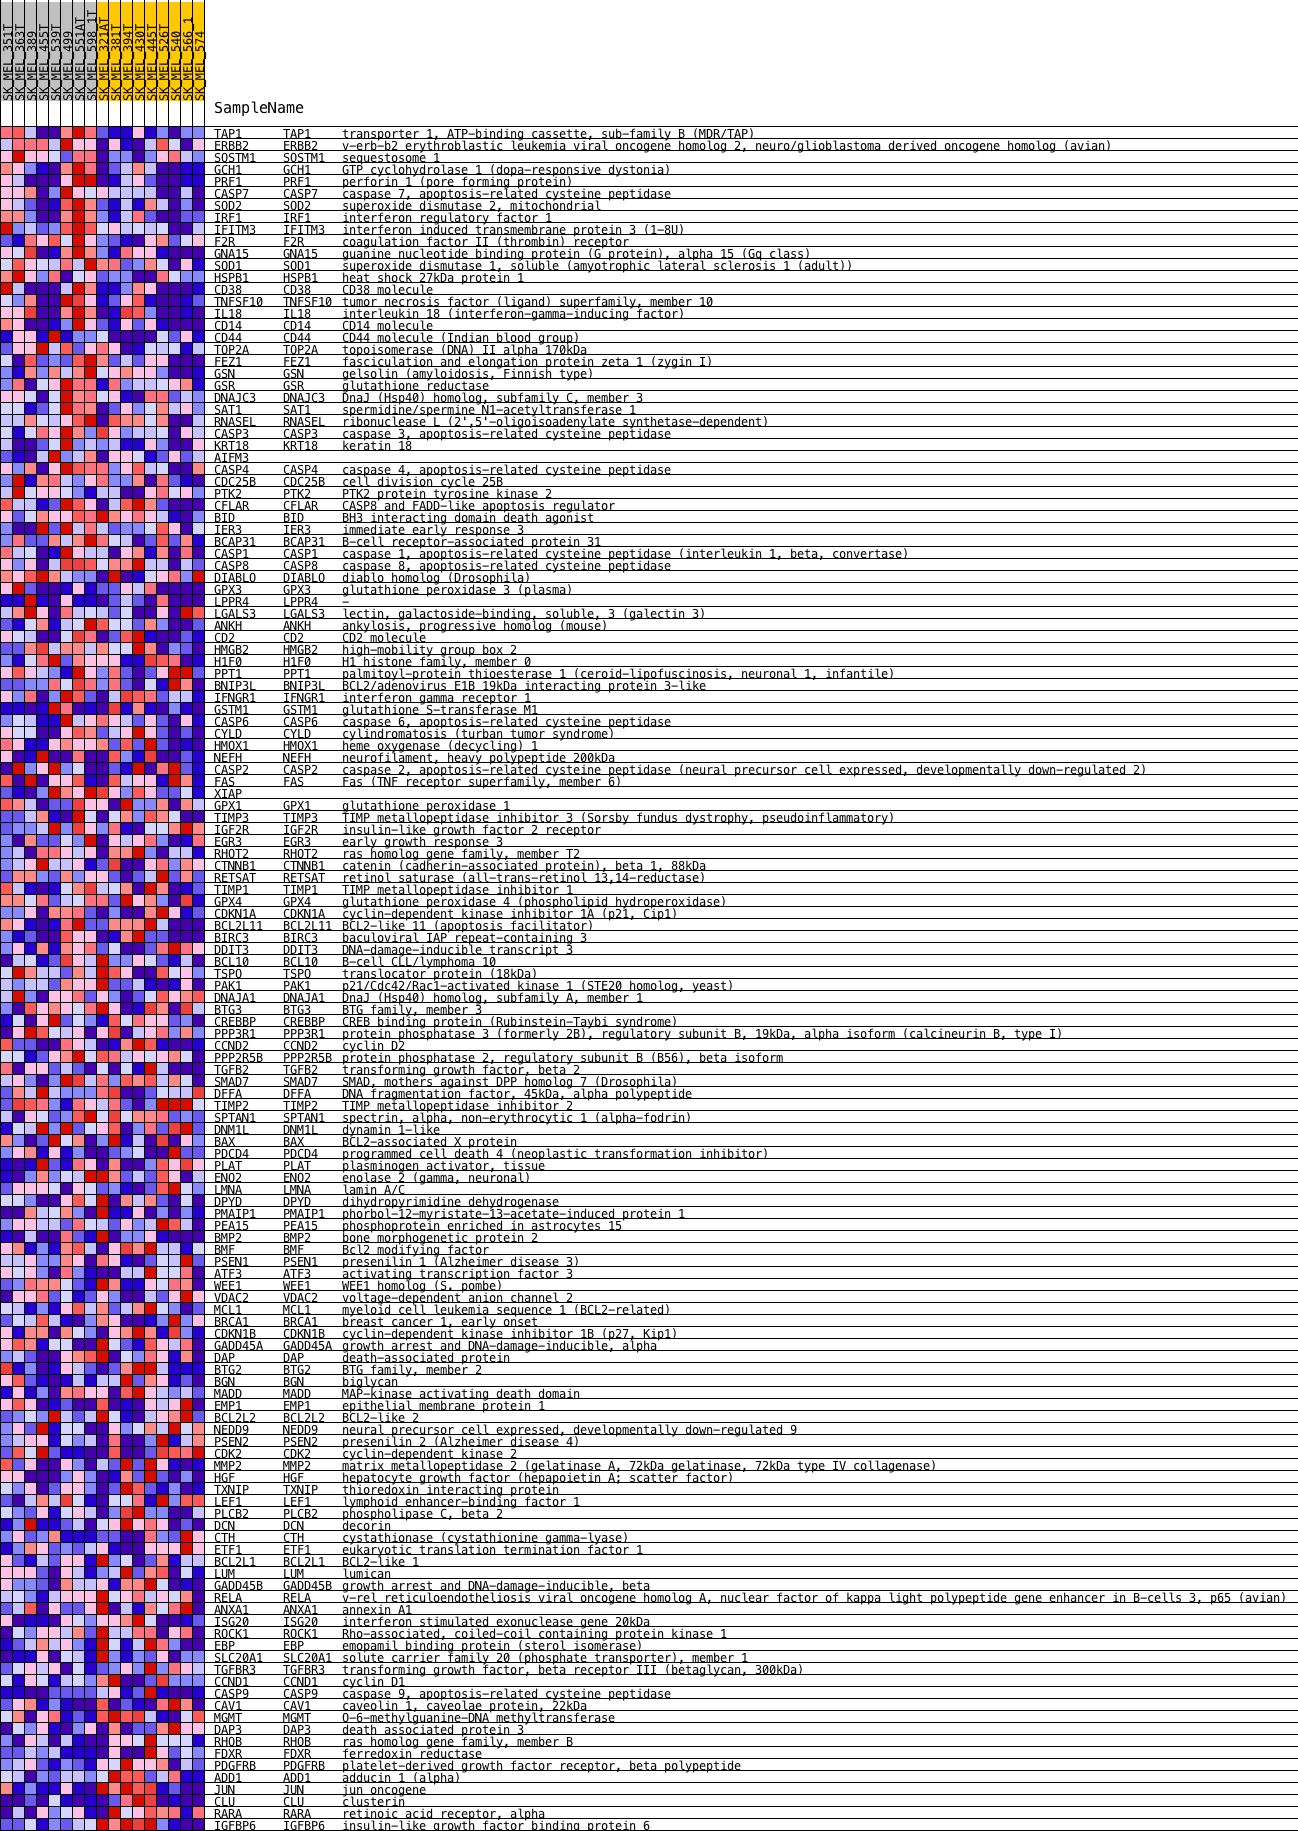 SK_MEL_351T
SK_MEL_363T
SK_MEL_389
SK_MEL_455T
SK_MEL_539T
SK_MEL_499
SK_MEL_551AT
SK_MEL_598_1T
SK_MEL_321AT
SK_MEL_381T
SK_MEL_394T
SK_MEL_430T
SK_MEL_445T
SK_MEL_526T
SK_MEL_540
SK_MEL_566_1
SK_MEL_574
SampleName
TAP1 TAP1 transporter 1, ATP-binding cassette, sub-family B (MDR/TAP)
ERBB2 ERBB2 v-erb-b2 erythroblastic leukemia viral oncogene homolog 2, neuro/glioblastoma derived oncogene homolog (avian)
SQSTM1 SQSTM1 sequestosome 1
GCH1 GCH1 GTP cyclohydrolase 1 (dopa-responsive dystonia)
PRF1 PRF1 perforin 1 (pore forming protein)
CASP7 CASP7 caspase 7, apoptosis-related cysteine peptidase
SOD2 SOD2 superoxide dismutase 2, mitochondrial
IRF1 IRF1 interferon regulatory factor 1
IFITM3 IFITM3 interferon induced transmembrane protein 3 (1-8U)
F2R F2R coagulation factor II (thrombin) receptor
GNA15 GNA15 guanine nucleotide binding protein (G protein), alpha 15 (Gq class)
SOD1 SOD1 superoxide dismutase 1, soluble (amyotrophic lateral sclerosis 1 (adult))
HSPB1 HSPB1 heat shock 27kDa protein 1
CD38 CD38 CD38 molecule
TNFSF10 TNFSF10 tumor necrosis factor (ligand) superfamily, member 10
IL18 IL18 interleukin 18 (interferon-gamma-inducing factor)
CD14 CD14 CD14 molecule
CD44 CD44 CD44 molecule (Indian blood group)
TOP2A TOP2A topoisomerase (DNA) II alpha 170kDa
FEZ1 FEZ1 fasciculation and elongation protein zeta 1 (zygin I)
GSN GSN gelsolin (amyloidosis, Finnish type)
GSR GSR glutathione reductase
DNAJC3 DNAJC3 DnaJ (Hsp40) homolog, subfamily C, member 3
SAT1 SAT1 spermidine/spermine N1-acetyltransferase 1
RNASEL RNASEL ribonuclease L (2',5'-oligoisoadenylate synthetase-dependent)
CASP3 CASP3 caspase 3, apoptosis-related cysteine peptidase
KRT18 KRT18 keratin 18
AIFM3
CASP4 CASP4 caspase 4, apoptosis-related cysteine peptidase
CDC25B CDC25B cell division cycle 25B
PTK2 PTK2 PTK2 protein tyrosine kinase 2
CFLAR CFLAR CASP8 and FADD-like apoptosis regulator
BID BID BH3 interacting domain death agonist
IER3 IER3 immediate early response 3
BCAP31 BCAP31 B-cell receptor-associated protein 31
CASP1 CASP1 caspase 1, apoptosis-related cysteine peptidase (interleukin 1, beta, convertase)
CASP8 CASP8 caspase 8, apoptosis-related cysteine peptidase
DIABLO DIABLO diablo homolog (Drosophila)
GPX3 GPX3 glutathione peroxidase 3 (plasma)
LPPR4 LPPR4 -
LGALS3 LGALS3 lectin, galactoside-binding, soluble, 3 (galectin 3)
ANKH ANKH ankylosis, progressive homolog (mouse)
CD2 CD2 CD2 molecule
HMGB2 HMGB2 high-mobility group box 2
H1F0 H1F0 H1 histone family, member 0
PPT1 PPT1 palmitoyl-protein thioesterase 1 (ceroid-lipofuscinosis, neuronal 1, infantile)
BNIP3L BNIP3L BCL2/adenovirus E1B 19kDa interacting protein 3-like
IFNGR1 IFNGR1 interferon gamma receptor 1
GSTM1 GSTM1 glutathione S-transferase M1
CASP6 CASP6 caspase 6, apoptosis-related cysteine peptidase
CYLD CYLD cylindromatosis (turban tumor syndrome)
HMOX1 HMOX1 heme oxygenase (decycling) 1
NEFH NEFH neurofilament, heavy polypeptide 200kDa
CASP2 CASP2 caspase 2, apoptosis-related cysteine peptidase (neural precursor cell expressed, developmentally down-regulated 2)
FAS FAS Fas (TNF receptor superfamily, member 6)
XIAP
GPX1 GPX1 glutathione peroxidase 1
TIMP3 TIMP3 TIMP metallopeptidase inhibitor 3 (Sorsby fundus dystrophy, pseudoinflammatory)
IGF2R IGF2R insulin-like growth factor 2 receptor
EGR3 EGR3 early growth response 3
RHOT2 RHOT2 ras homolog gene family, member T2
CTNNB1 CTNNB1 catenin (cadherin-associated protein), beta 1, 88kDa
RETSAT RETSAT retinol saturase (all-trans-retinol 13,14-reductase)
TIMP1 TIMP1 TIMP metallopeptidase inhibitor 1
GPX4 GPX4 glutathione peroxidase 4 (phospholipid hydroperoxidase)
CDKN1A CDKN1A cyclin-dependent kinase inhibitor 1A (p21, Cip1)
BCL2L11 BCL2L11 BCL2-like 11 (apoptosis facilitator)
BIRC3 BIRC3 baculoviral IAP repeat-containing 3
DDIT3 DDIT3 DNA-damage-inducible transcript 3
BCL10 BCL10 B-cell CLL/lymphoma 10
TSPO TSPO translocator protein (18kDa)
PAK1 PAK1 p21/Cdc42/Rac1-activated kinase 1 (STE20 homolog, yeast)
DNAJA1 DNAJA1 DnaJ (Hsp40) homolog, subfamily A, member 1
BTG3 BTG3 BTG family, member 3
CREBBP CREBBP CREB binding protein (Rubinstein-Taybi syndrome)
PPP3R1 PPP3R1 protein phosphatase 3 (formerly 2B), regulatory subunit B, 19kDa, alpha isoform (calcineurin B, type I)
CCND2 CCND2 cyclin D2
PPP2R5B PPP2R5B protein phosphatase 2, regulatory subunit B (B56), beta isoform
TGFB2 TGFB2 transforming growth factor, beta 2
SMAD7 SMAD7 SMAD, mothers against DPP homolog 7 (Drosophila)
DFFA DFFA DNA fragmentation factor, 45kDa, alpha polypeptide
TIMP2 TIMP2 TIMP metallopeptidase inhibitor 2
SPTAN1 SPTAN1 spectrin, alpha, non-erythrocytic 1 (alpha-fodrin)
DNM1L DNM1L dynamin 1-like
BAX BAX BCL2-associated X protein
PDCD4 PDCD4 programmed cell death 4 (neoplastic transformation inhibitor)
PLAT PLAT plasminogen activator, tissue
ENO2 ENO2 enolase 2 (gamma, neuronal)
LMNA LMNA lamin A/C
DPYD DPYD dihydropyrimidine dehydrogenase
PMAIP1 PMAIP1 phorbol-12-myristate-13-acetate-induced protein 1
PEA15 PEA15 phosphoprotein enriched in astrocytes 15
BMP2 BMP2 bone morphogenetic protein 2
BMF BMF Bcl2 modifying factor
PSEN1 PSEN1 presenilin 1 (Alzheimer disease 3)
ATF3 ATF3 activating transcription factor 3
WEE1 WEE1 WEE1 homolog (S. pombe)
VDAC2 VDAC2 voltage-dependent anion channel 2
MCL1 MCL1 myeloid cell leukemia sequence 1 (BCL2-related)
BRCA1 BRCA1 breast cancer 1, early onset
CDKN1B CDKN1B cyclin-dependent kinase inhibitor 1B (p27, Kip1)
GADD45A GADD45A growth arrest and DNA-damage-inducible, alpha
DAP DAP death-associated protein
BTG2 BTG2 BTG family, member 2
BGN BGN biglycan
MADD MADD MAP-kinase activating death domain
EMP1 EMP1 epithelial membrane protein 1
BCL2L2 BCL2L2 BCL2-like 2
NEDD9 NEDD9 neural precursor cell expressed, developmentally down-regulated 9
PSEN2 PSEN2 presenilin 2 (Alzheimer disease 4)
CDK2 CDK2 cyclin-dependent kinase 2
MMP2 MMP2 matrix metallopeptidase 2 (gelatinase A, 72kDa gelatinase, 72kDa type IV collagenase)
HGF HGF hepatocyte growth factor (hepapoietin A; scatter factor)
TXNIP TXNIP thioredoxin interacting protein
LEF1 LEF1 lymphoid enhancer-binding factor 1
PLCB2 PLCB2 phospholipase C, beta 2
DCN DCN decorin
CTH CTH cystathionase (cystathionine gamma-lyase)
ETF1 ETF1 eukaryotic translation termination factor 1
BCL2L1 BCL2L1 BCL2-like 1
LUM LUM lumican
GADD45B GADD45B growth arrest and DNA-damage-inducible, beta
RELA RELA v-rel reticuloendotheliosis viral oncogene homolog A, nuclear factor of kappa light polypeptide gene enhancer in B-cells 3, p65 (avian)
ANXA1 ANXA1 annexin A1
ISG20 ISG20 interferon stimulated exonuclease gene 20kDa
ROCK1 ROCK1 Rho-associated, coiled-coil containing protein kinase 1
EBP EBP emopamil binding protein (sterol isomerase)
SLC20A1 SLC20A1 solute carrier family 20 (phosphate transporter), member 1
TGFBR3 TGFBR3 transforming growth factor, beta receptor III (betaglycan, 300kDa)
CCND1 CCND1 cyclin D1
CASP9 CASP9 caspase 9, apoptosis-related cysteine peptidase
CAV1 CAV1 caveolin 1, caveolae protein, 22kDa
MGMT MGMT O-6-methylguanine-DNA methyltransferase
DAP3 DAP3 death associated protein 3
RHOB RHOB ras homolog gene family, member B
FDXR FDXR ferredoxin reductase
PDGFRB PDGFRB platelet-derived growth factor receptor, beta polypeptide
ADD1 ADD1 adducin 1 (alpha)
JUN JUN jun oncogene
CLU CLU clusterin
RARA RARA retinoic acid receptor, alpha
IGFBP6 IGFBP6 insulin-like growth factor binding protein 6